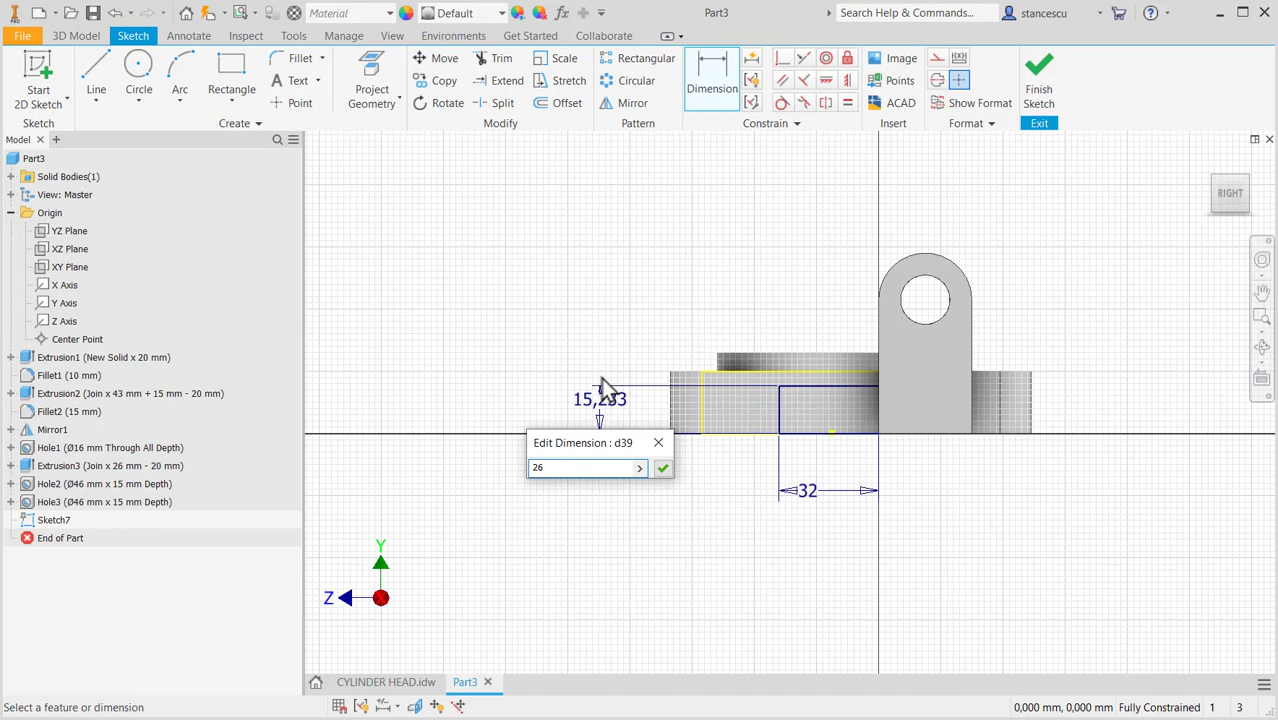 PRO
Material
Default
fx
Part3
Search Help & Commands...
stancescu
File
3D Model
Sketch
Annotate
Inspect
Tools
Manage
View
Environments
Get Started
Collaborate
Start
2D Sketch
Line
Circle
Arc
Rectangle
Fillet
Text
Point
Project
Geometry
Move
Copy
Rotate
Trim
Extend
Split
Scale
Stretch
Offset
Rectangular
Circular
Mirror
Dimension
Image
Points
ACAD
Show Format
Finish
Sketch
Sketch
Create
Modify
Pattern
Constrain
Insert
Format
Exit
Model
Part3
Solid Bodies(1)
View: Master
Origin
YZ Plane
XZ Plane
XY Plane
X Axis
Y Axis
Z Axis
Center Point
Extrusion1 (New Solid x 20 mm)
Fillet1 (10 mm)
Extrusion2 (Join x 43 mm + 15 mm - 20 mm)
Fillet2 (15 mm)
Mirror1
Hole1 (Ø16 mm Through All Depth)
Extrusion3 (Join x 26 mm - 20 mm)
Hole2 (Ø46 mm x 15 mm Depth)
Hole3 (Ø46 mm x 15 mm Depth)
Sketch7
End of Part
RIGHT
Edit Dimension : d39
26
32
Y
Z
CYLINDER HEAD.idw
Part3
Select a feature or dimension
0,000 mm, 0,000 mm
Fully Constrained
1
3